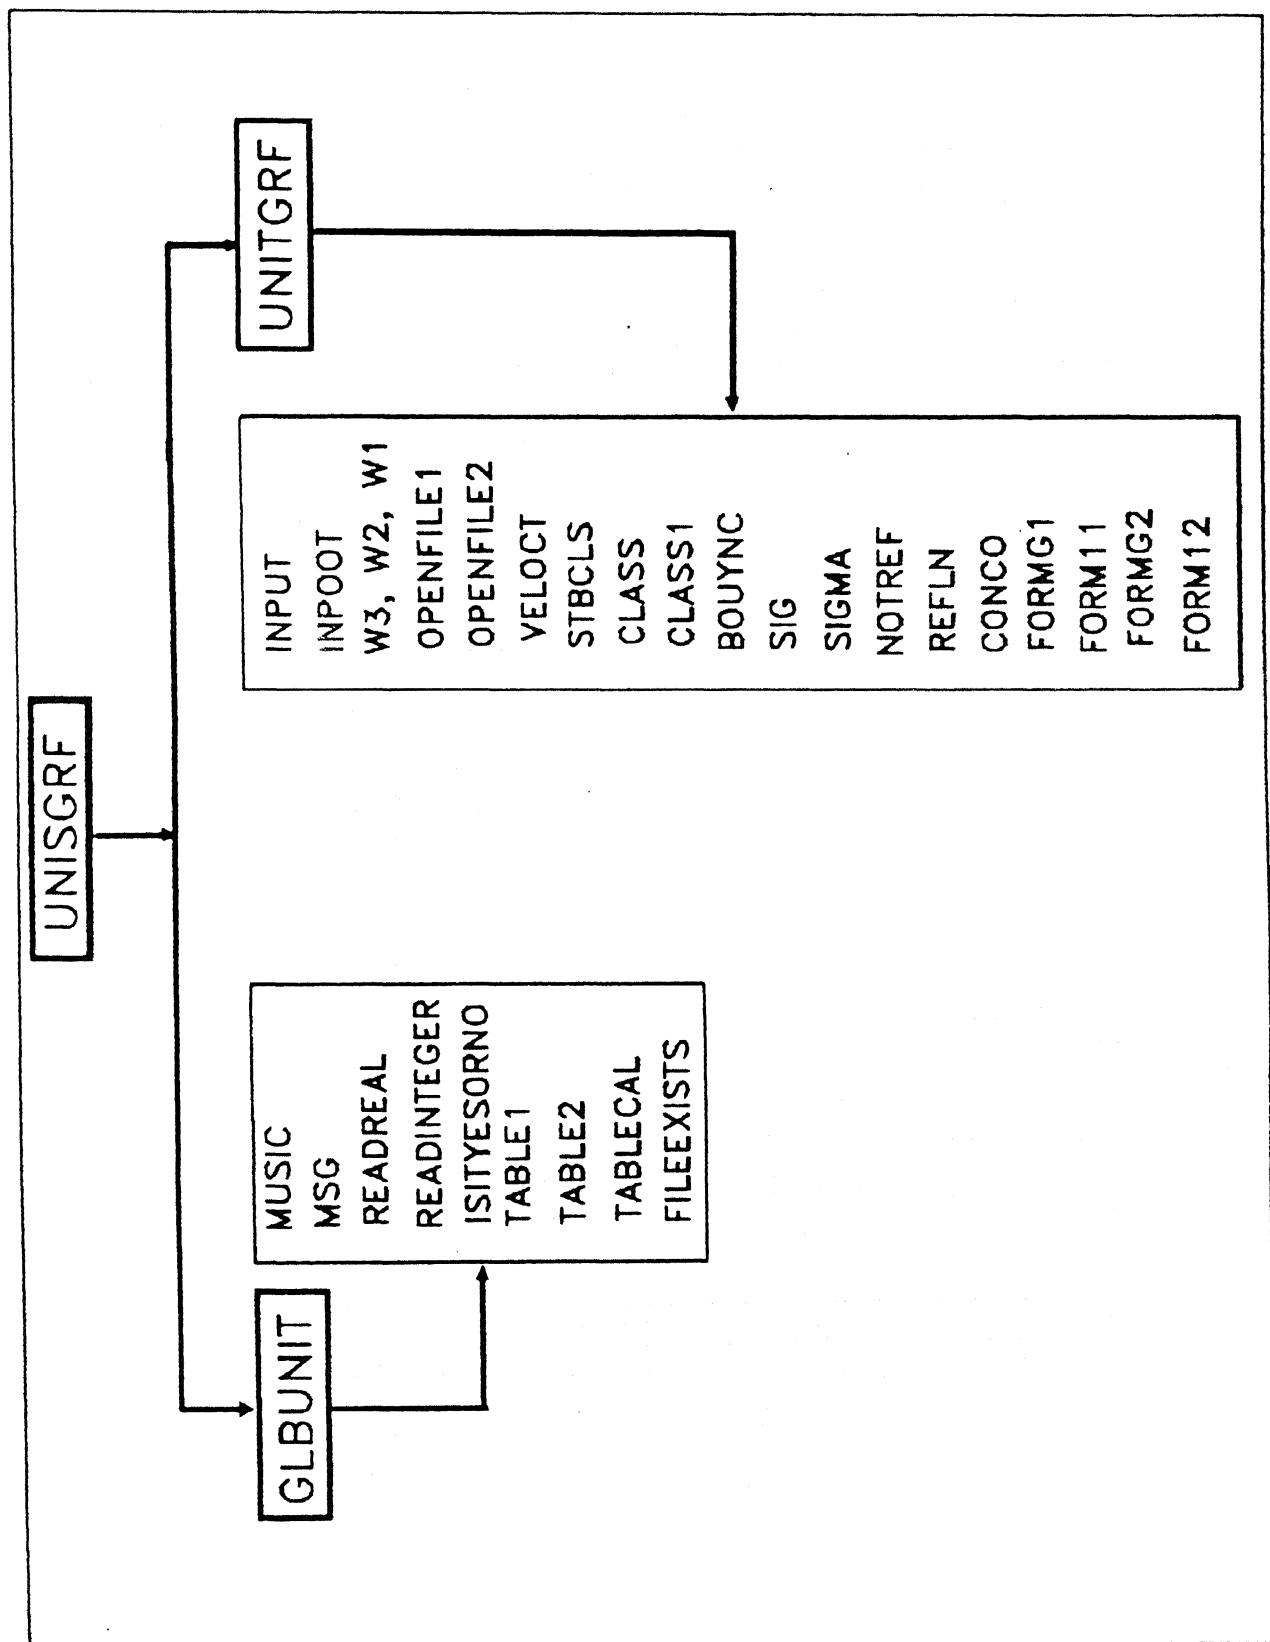 UNISGRF
GLBUNIT
MUSIC
MSG
READREAL
READINTEGER
ISITYESORNO
TABLE1
TABLE2
TABLECAL
FILEEXISTS
UNITGRF
INPUT
INPOOT
W3, W2, W1
OPENFILE1
OPENFILE2
VELOCT
STBCLS
CLASS
CLASS1
BOUYNC
SIG
SIGMA
NOTREF
REFLN
CONCO
FORMG1
FORM11
FORMG2
FORM12